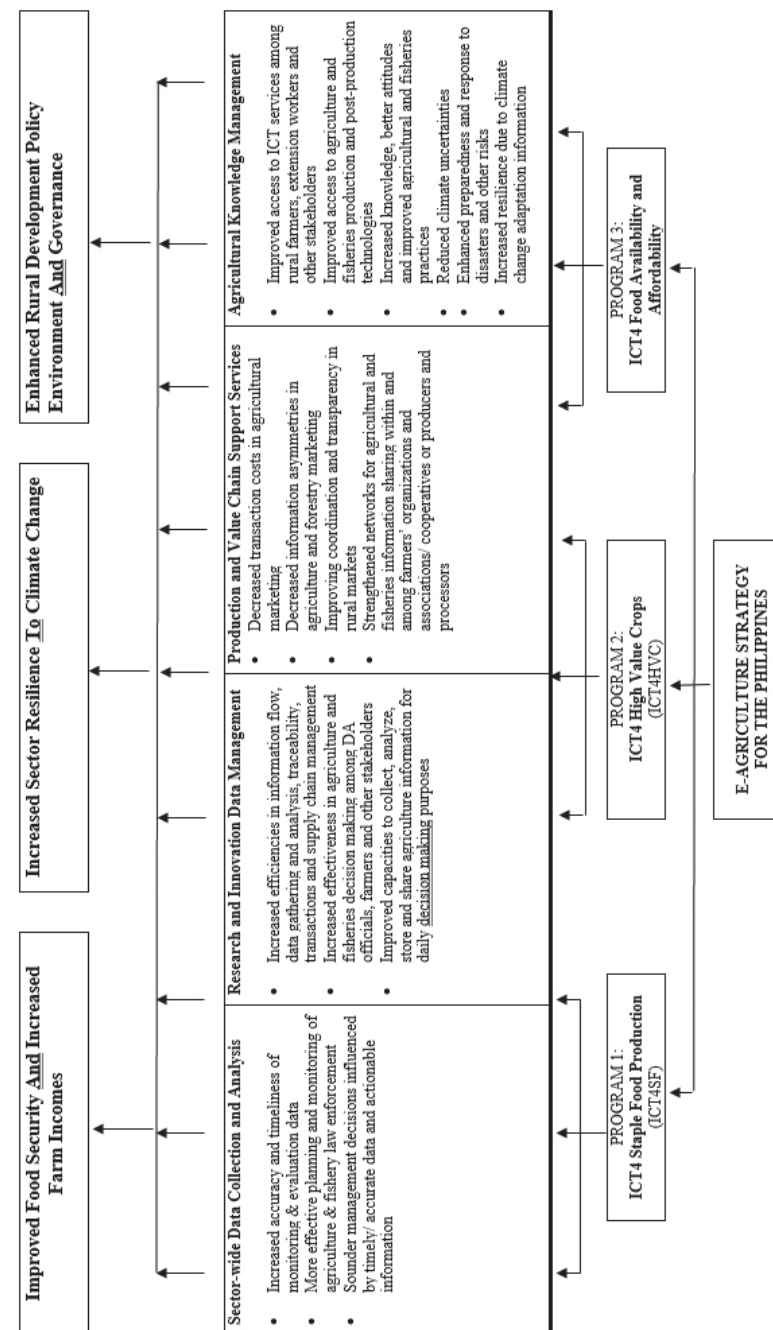 Improved Food Security And Increased
Farm Incomes
Increased Sector Resilience To Climate Change
Enhanced Rural Development Policy
Environment And Governance
Sector-wide Data Collection and Analysis
• Increased accuracy and timeliness of
monitoring & evaluation data
• More effective planning and monitoring of
agriculture & fishery law enforcement
• Sounder management decisions influenced
by timely/ accurate data and actionable
information
Research and Innovation Data Management
• Increased efficiencies in information flow,
data gathering and analysis, traceability,
transactions and supply chain management
• Increased effectiveness in agriculture and
fisheries decision making among DA
officials, farmers and other stakeholders
• Improved capacities to collect, analyze,
store and share agriculture information for
daily decision making purposes
Production and Value Chain Support Services
• Decreased transaction costs in agricultural
marketing
• Decreased information asymmetries in
agriculture and forestry marketing
• Improving coordination and transparency in
rural markets
• Strengthened networks for agricultural and
fisheries information sharing within and
among farmers' organizations and
associations/ cooperatives or producers and
processors
Agricultural Knowledge Management
• Improved access to ICT services among
rural farmers, extension workers and
other stakeholders
• Improved access to agriculture and
fisheries production and post-production
technologies
• Increased knowledge, better attitudes
and improved agricultural and fisheries
practices
• Reduced climate uncertainties
• Enhanced preparedness and response to
disasters and other risks
• Increased resilience due to climate
change adaptation information
PROGRAM 1:
ICT4 Staple Food Production
(ICT4SF)
PROGRAM 2:
ICT4 High Value Crops
(ICT4HVC)
PROGRAM 3:
ICT4 Food Availability and
Affordability
E-AGRICULTURE STRATEGY
FOR THE PHILIPPINES